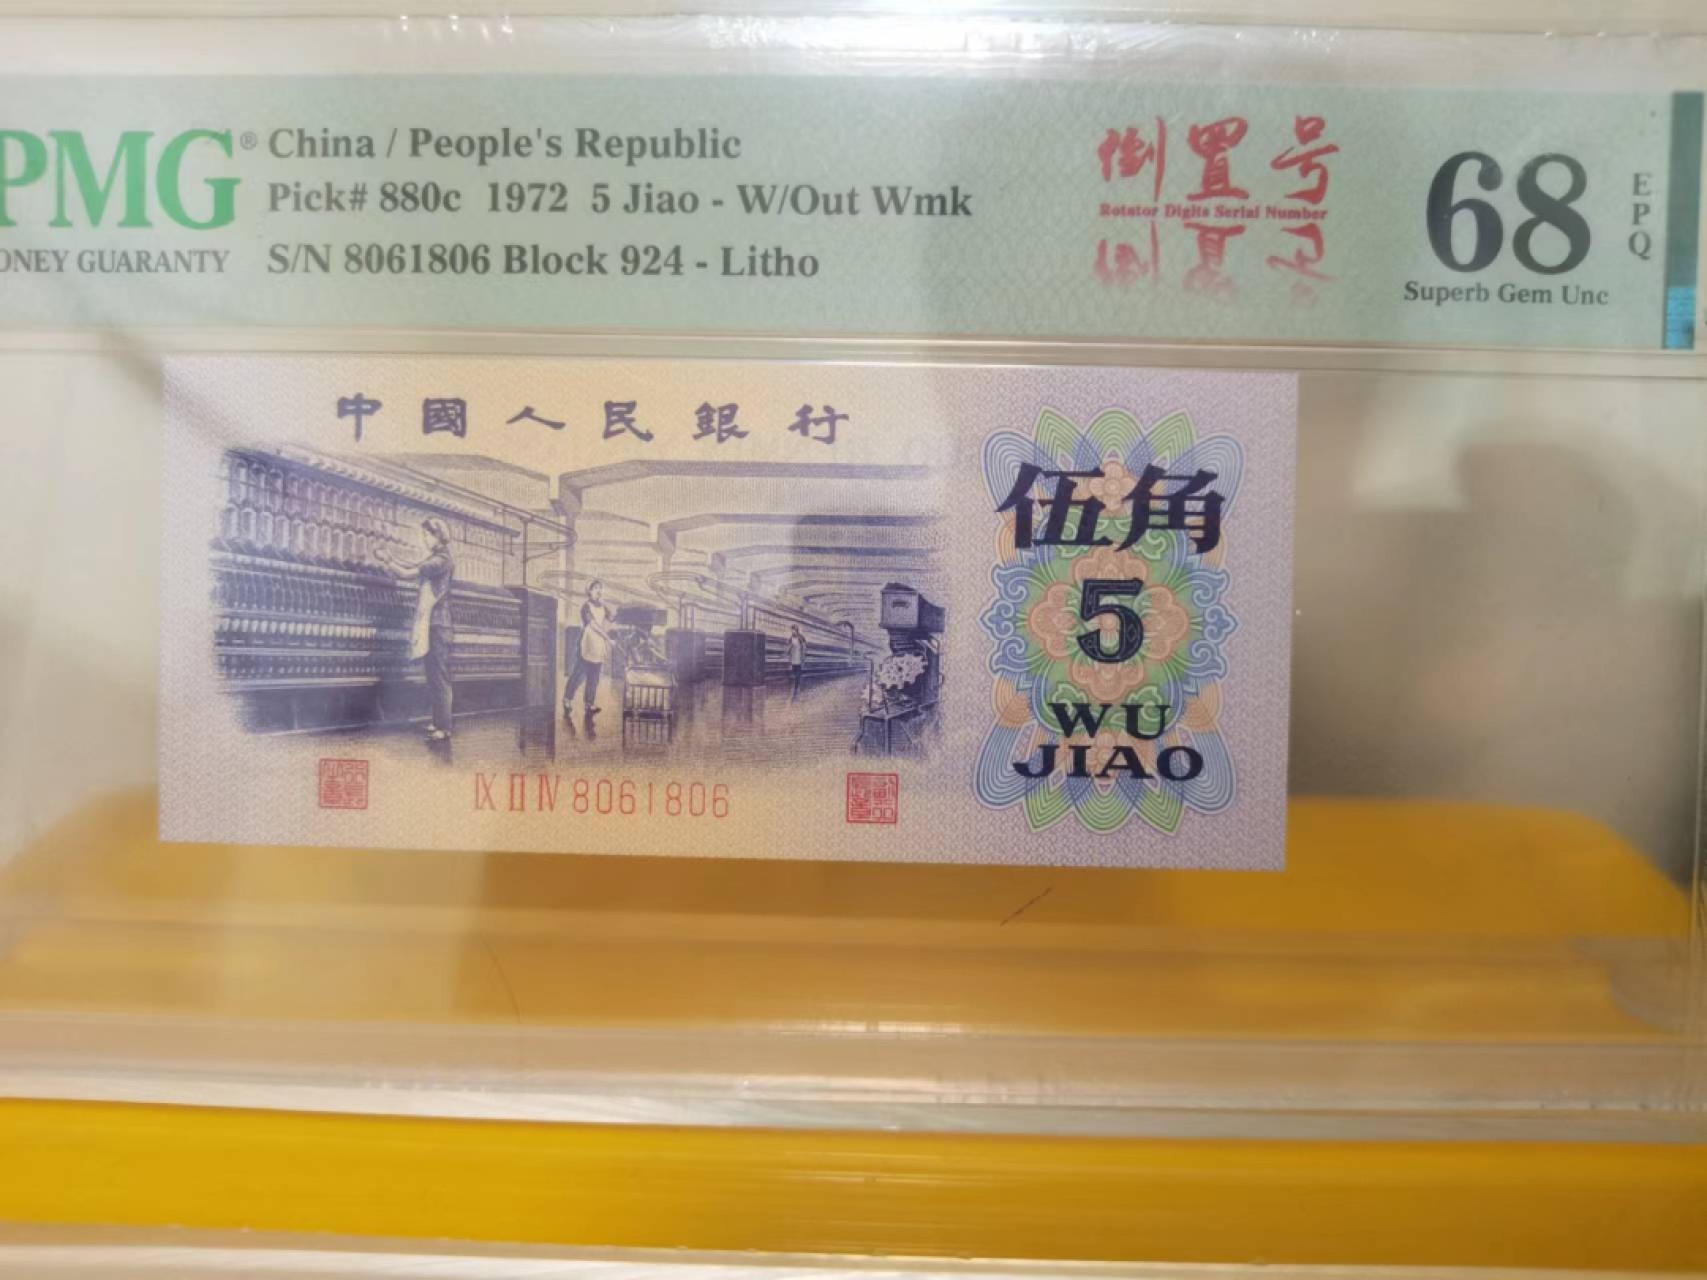 PMG® China / People's Republic
Pick# 880c 1972 5 Jiao - W/Out Wmk
ONEY GUARANTY S/N 8061806 Block 924 - Litho
倒置号
Rotator Digits Serial Number
68
EPQ
Superb Gem Unc
中國人民銀行
伍角
5
WU
JIAO
IX II IV 8061806